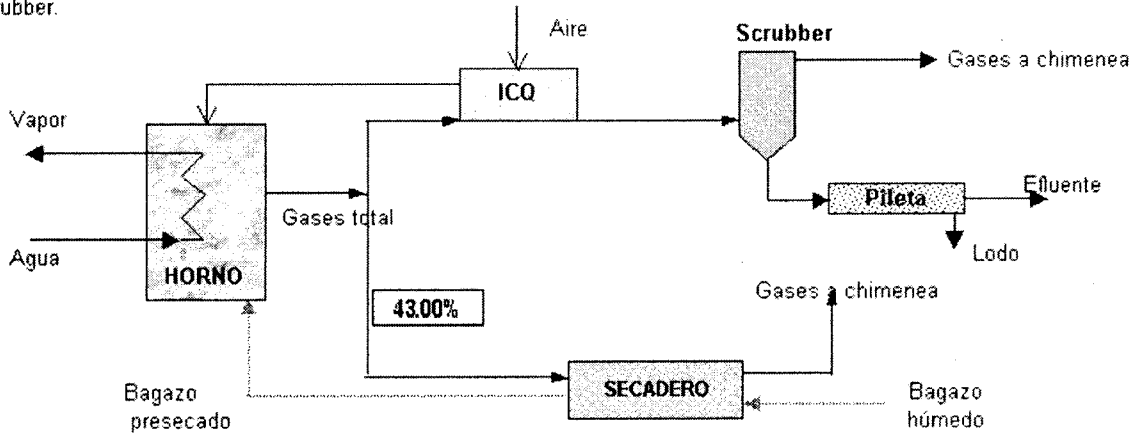 ubber.
Aire
Scrubber
Gases a chimenea
ICQ
Vapor
Gases total
Pileta
Efluente
Agua
HORNO
Lodo
Gases a chimenea
43.00%
SECADERO
Bagazo
presecado
Bagazo
húmedo